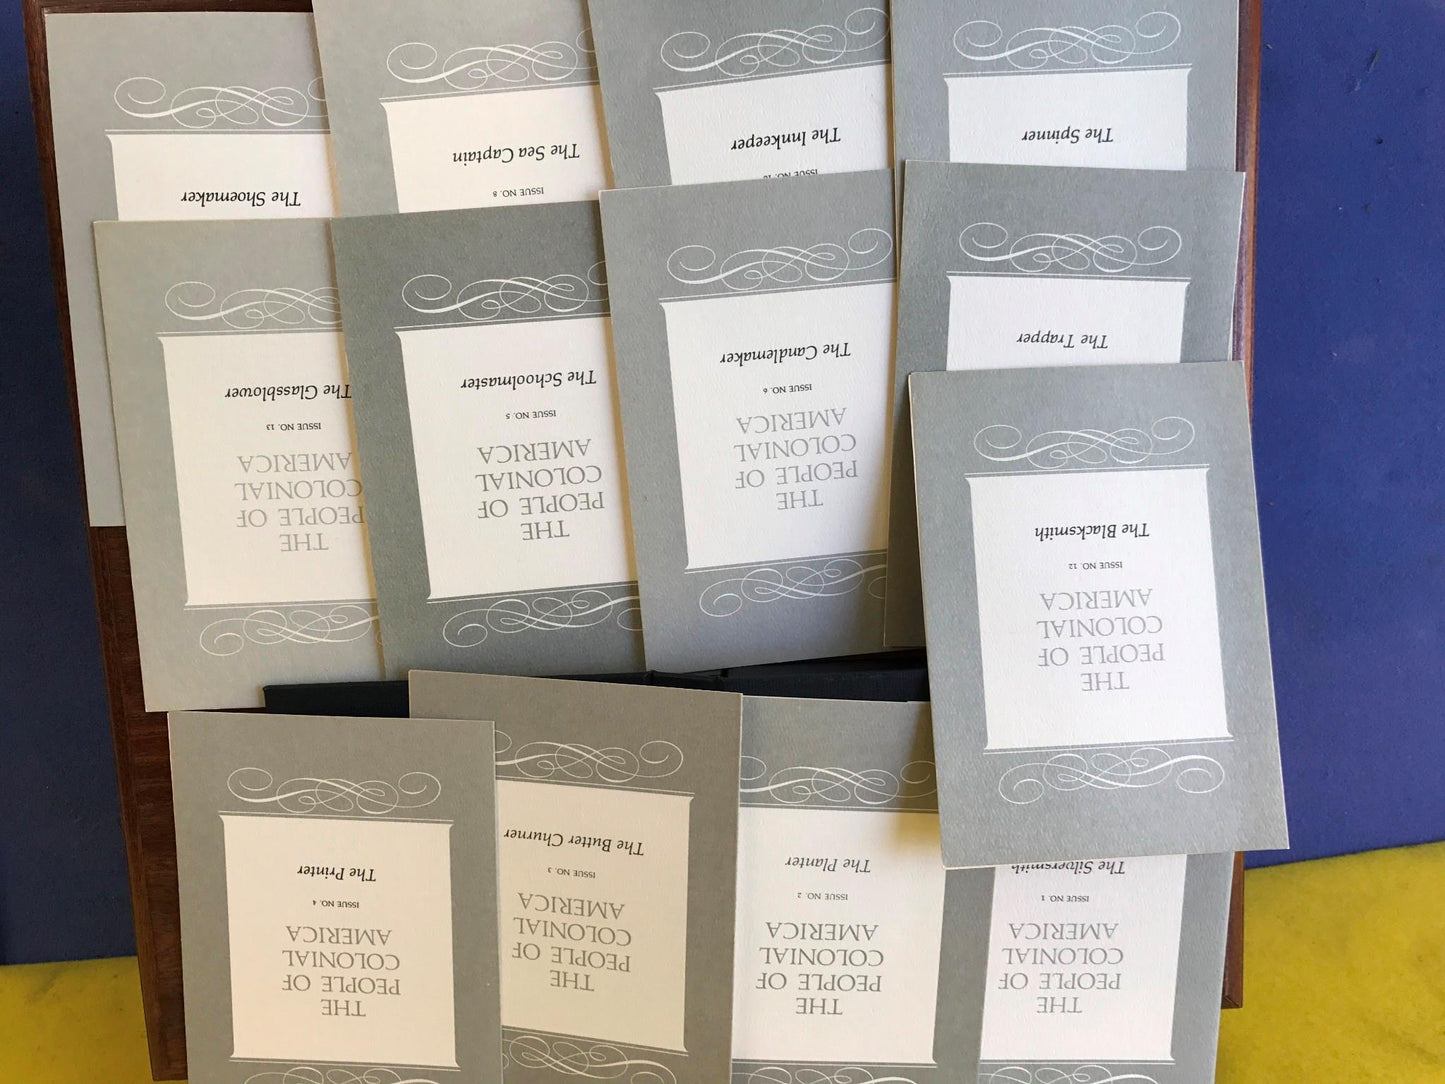 THE
PEOPLE OF
COLONIAL
AMERICA
ISSUE NO. 1
The Silversmith
THE
PEOPLE OF
COLONIAL
AMERICA
ISSUE NO. 2
The Planter
THE
PEOPLE OF
COLONIAL
AMERICA
ISSUE NO. 3
The Butter Churner
THE
PEOPLE OF
COLONIAL
AMERICA
ISSUE NO. 4
The Printer
THE
PEOPLE OF
COLONIAL
AMERICA
ISSUE NO. 12
The Blacksmith
The Trapper
THE
PEOPLE OF
COLONIAL
AMERICA
ISSUE NO. 6
The Candlemaker
THE
PEOPLE OF
COLONIAL
AMERICA
ISSUE NO. 5
The Schoolmaster
THE
PEOPLE OF
COLONIAL
AMERICA
ISSUE NO. 13
The Glassblower
The Spinner
ISSUE NO. 10
The Innkeeper
ISSUE NO. 8
The Sea Captain
The Shoemaker